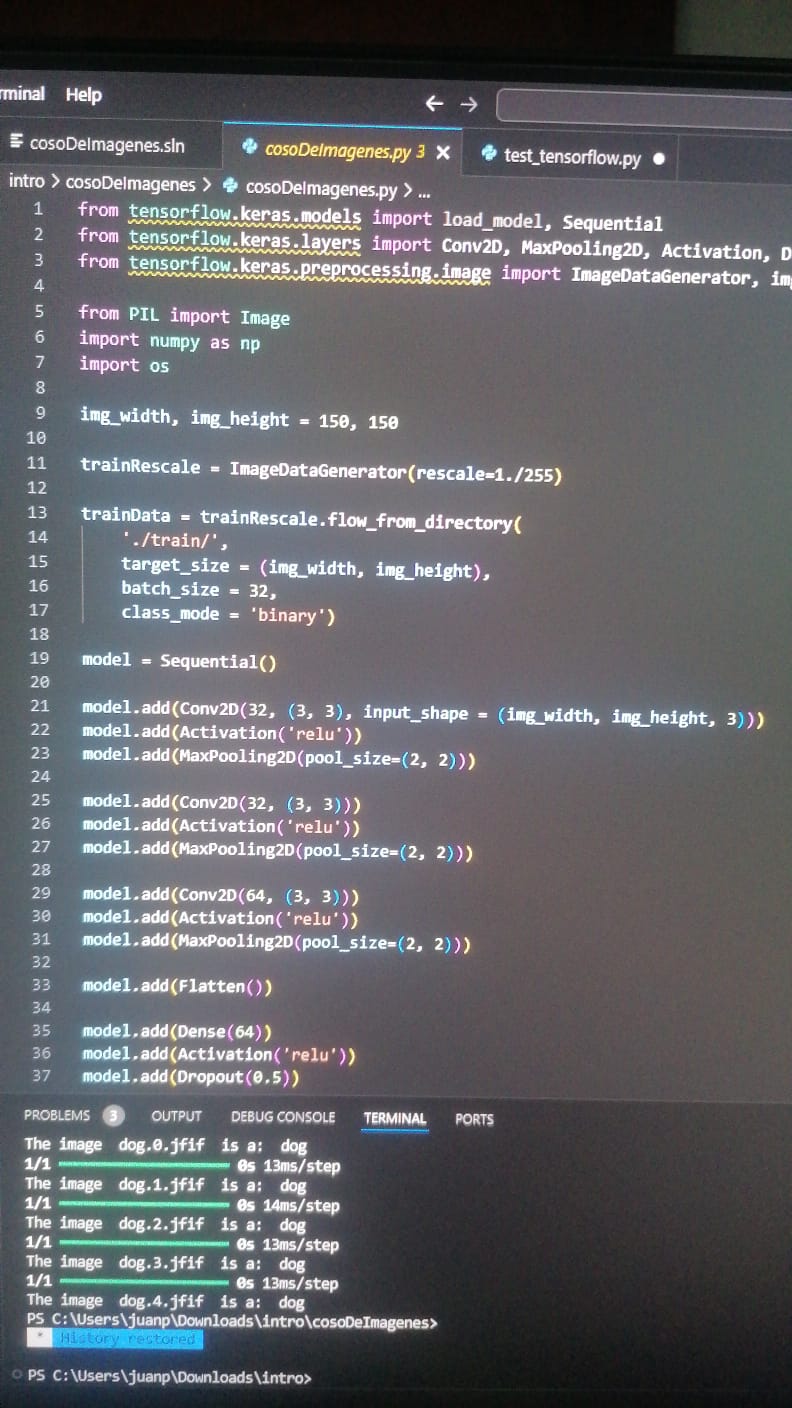 Help
← →
cosoDeImagenes.sln
cosoDeImagenes.py 3 ×
test_tensorflow.py ●
intro > cosoDeImagenes > cosoDeImagenes.py > ...
1 from tensorflow.keras.models import load_model, Sequential
2 from tensorflow.keras.layers import Conv2D, MaxPooling2D, Activation, D
3 from tensorflow.keras.preprocessing.image import ImageDataGenerator, im
4
5 from PIL import Image
6 import numpy as np
7 import os
8
9 img_width, img_height = 150, 150
10
11 trainRescale = ImageDataGenerator(rescale=1./255)
12
13 trainData = trainRescale.flow_from_directory(
14 './train/',
15 target_size = (img_width, img_height),
16 batch_size = 32,
17 class_mode = 'binary')
18
19 model = Sequential()
20
21 model.add(Conv2D(32, (3, 3), input_shape = (img_width, img_height, 3)))
22 model.add(Activation('relu'))
23 model.add(MaxPooling2D(pool_size=(2, 2)))
24
25 model.add(Conv2D(32, (3, 3)))
26 model.add(Activation('relu'))
27 model.add(MaxPooling2D(pool_size=(2, 2)))
28
29 model.add(Conv2D(64, (3, 3)))
30 model.add(Activation('relu'))
31 model.add(MaxPooling2D(pool_size=(2, 2)))
32
33 model.add(Flatten())
34
35 model.add(Dense(64))
36 model.add(Activation('relu'))
37 model.add(Dropout(0.5))
PROBLEMS 3 OUTPUT DEBUG CONSOLE TERMINAL PORTS
The image dog.0.jfif is a: dog
1/1 0s 13ms/step
The image dog.1.jfif is a: dog
1/1 0s 14ms/step
The image dog.2.jfif is a: dog
1/1 0s 13ms/step
The image dog.3.jfif is a: dog
1/1 0s 13ms/step
The image dog.4.jfif is a: dog
PS C:\Users\juanp\Downloads\intro\cosoDeImagenes>
* History restored
PS C:\Users\juanp\Downloads\intro>